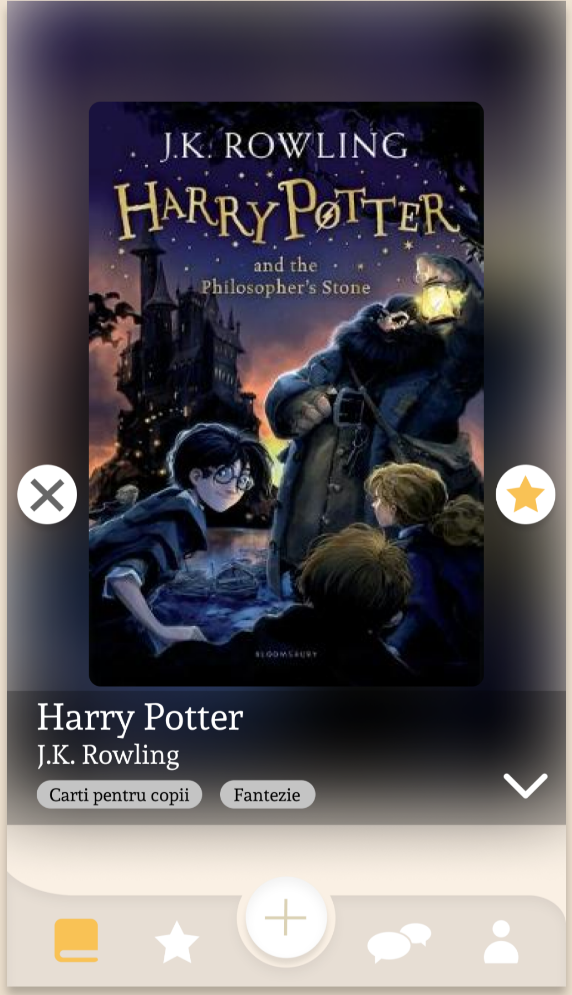 J.K. ROWLING
HARRY POTTER
and the
Philosopher's Stone
BLOOMSBURY
Harry Potter
J.K. Rowling
Carti pentru copii
Fantezie